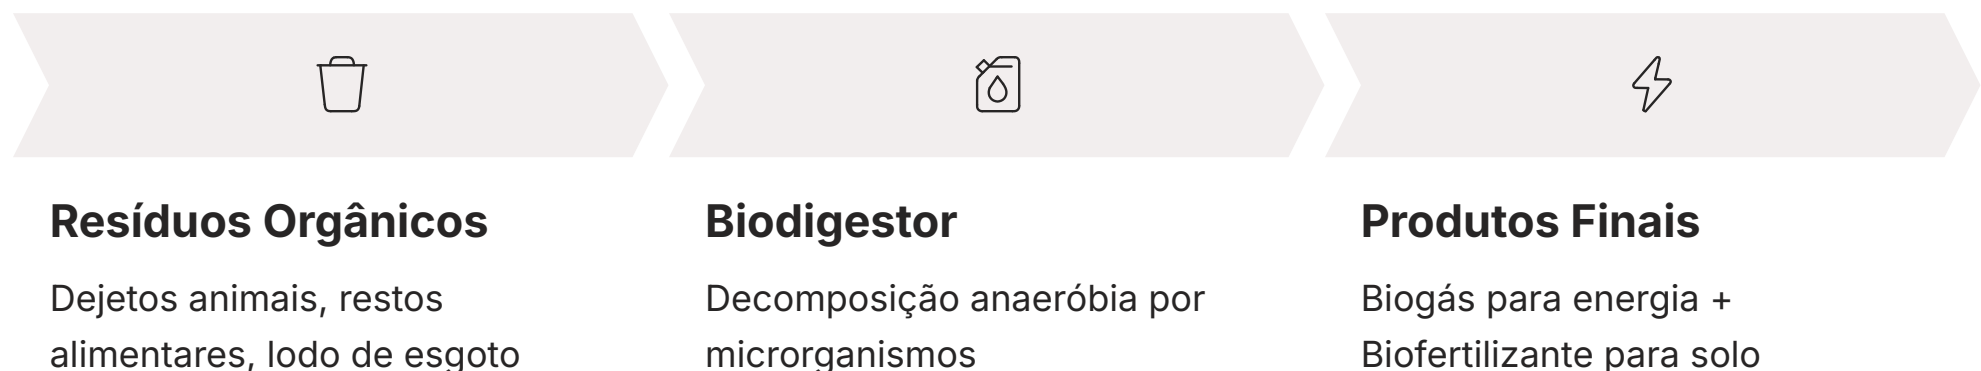 Resíduos Orgânicos
Dejetos animais, restos
alimentares, lodo de esgoto
Biodigestor
Decomposição anaeróbia por
microrganismos
Produtos Finais
Biogás para energia +
Biofertilizante para solo